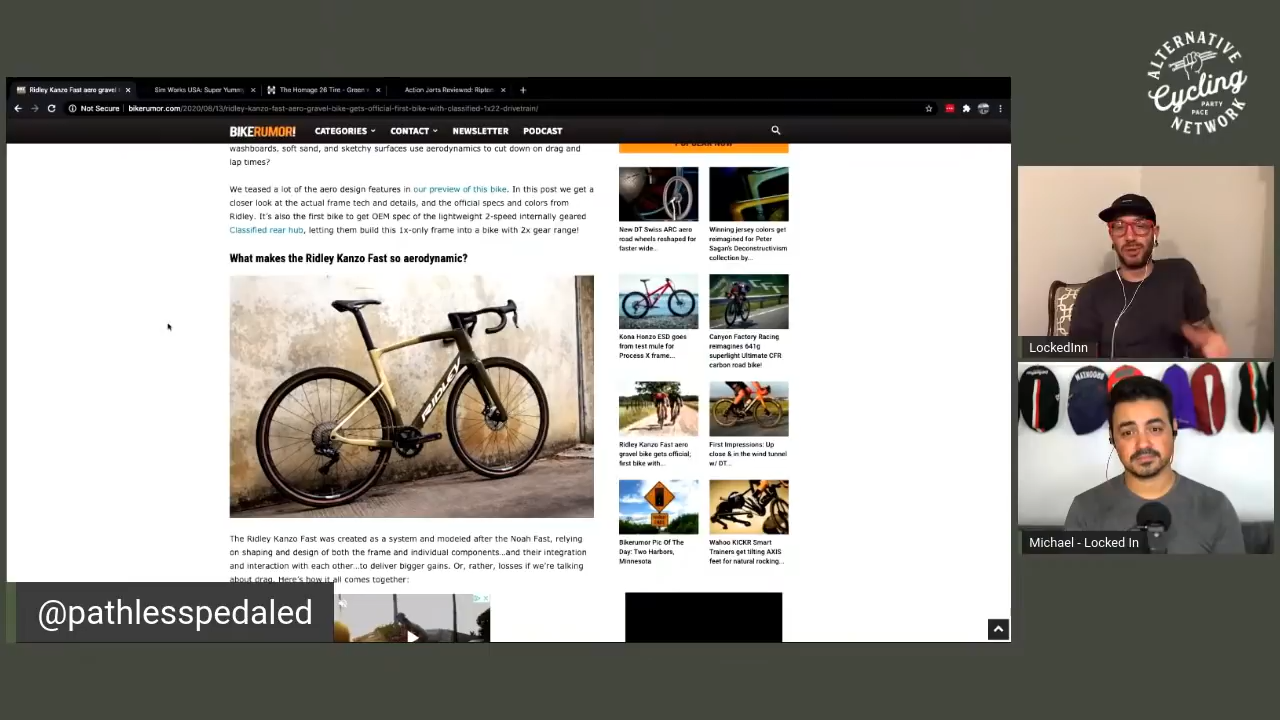 ALTERNATIVE
Cycling
PARTY
PACE
NETWORK
Ridley Kanzo Fast aero gravel
Sim Works USA: Super Yummy
The Homage 26 Tire - Green
Action Jorts Reviewed: Ripton
Not Secure
bikerumor.com/2020/08/13/ridley-kanzo-fast-aero-gravel-bike-gets-official-first-bike-with-classified-1x22-drivetrain/
BIKERUMOR!
CATEGORIES
CONTACT
NEWSLETTER
PODCAST
washboards, soft sand, and sketchy surfaces use aerodynamics to cut down on drag and
lap times?
We teased a lot of the aero design features in our preview of this bike. In this post we get a
closer look at the actual frame tech and details, and the official specs and colors from
Ridley. It's also the first bike to get OEM spec of the lightweight 2-speed internally geared
Classified rear hub, letting them build this 1x-only frame into a bike with 2x gear range!
What makes the Ridley Kanzo Fast so aerodynamic?
RIDLEY
The Ridley Kanzo Fast was created as a system and modeled after the Noah Fast, relying
on shaping and design of both the frame and individual components...and their integration
and interaction with each other...to deliver bigger gains. Or, rather, losses if we're talking
about drag. Here's how it all comes together:
POPULAR NOW
New DT Swiss ARC aero
road wheels reshaped for
faster wide...
Winning jersey colors get
reimagined for Peter
Sagan's Deconstructivism
collection by...
Kona Honzo ESD goes
from test mule for
Process X frame...
Canyon Factory Racing
reimagines 641g
superlight Ultimate CFR
carbon road bike!
Ridley Kanzo Fast aero
gravel bike gets official;
first bike with...
First Impressions: Up
close & in the wind tunnel
w/ DT...
Bikerumor Pic Of The
Day: Two Harbors,
Minnesota
Wahoo KICKR Smart
Trainers get tilting AXIS
feet for natural rocking...
@pathlesspedaled
LockedInn
Michael - Locked In